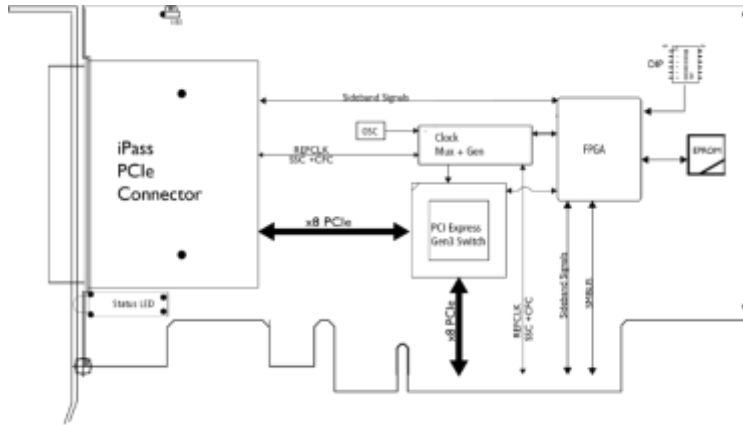 DIP
Sideband Signals
iPass
PCIe
Connector
OSC
Clock
Mux + Gen
FPGA
EPROM
REFCLK
SSC +CFC
x8 PCIe
PCI Express
Gen3 Switch
Status LED
x8 PCIe
REFCLK
SSC +CFC
Sideband Signals
SMBUS